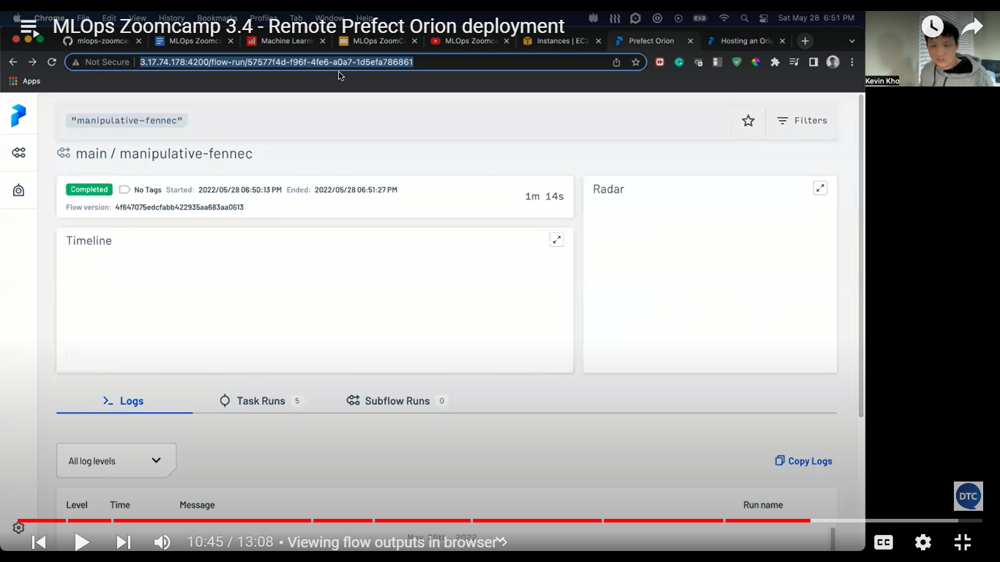 Chrome File Edit View History Bookmarks Profiles Tab Window Help
Sat May 28 6:51 PM
MLOps Zoomcamp 3.4 - Remote Prefect Orion deployment
mlops-zoomca
MLOps Zoomc
Machine Learn
MLOps ZoomC
MLOps Zoomc
Instances | EC2
Prefect Orion
Hosting an Ori
Not Secure
3.17.74.178:4200/flow-run/57577f4d-f96f-4fe6-a0a7-1d5efa786861
Kevin Kho
Apps
"manipulative-fennec"
Filters
main / manipulative-fennec
Completed No Tags Started: 2022/05/28 06:50:13 PM Ended: 2022/05/28 06:51:27 PM
1m 14s
Flow version: 4f647075edcfabb422935aa683aa0613
Radar
Timeline
Logs
Task Runs 5
Subflow Runs 0
All log levels
Copy Logs
Level Time Message Run name
DTC
10:45 / 13:08 • Viewing flow outputs in browser
CC